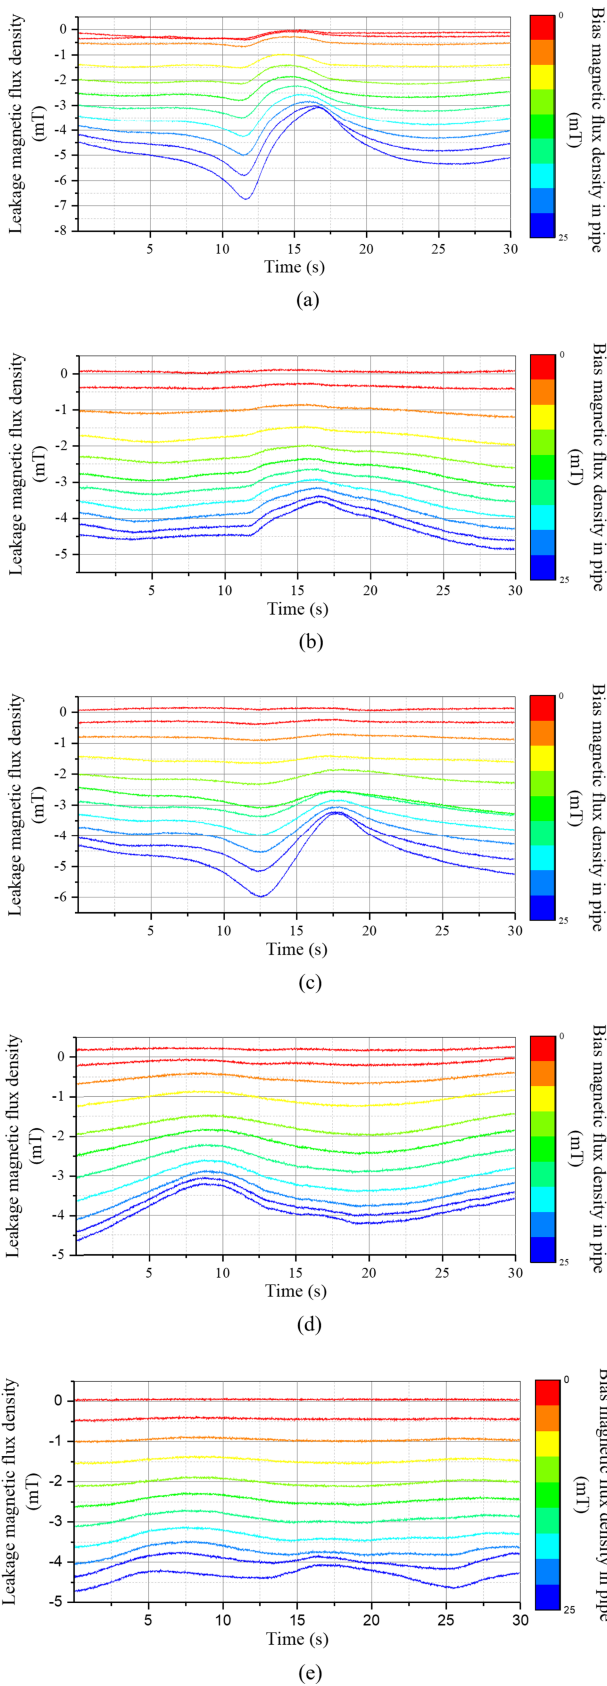 0
-1
-2
-3
-4
-5
-6
-7
-8
5
10
15
20
25
30
Leakage magnetic flux density
(mT)
Time (s)
0
25
Bias magnetic flux density in pipe
(mT)
(a)
0
-1
-2
-3
-4
-5
5
10
15
20
25
30
Leakage magnetic flux density
(mT)
Time (s)
0
25
Bias magnetic flux density in pipe
(mT)
(b)
0
-1
-2
-3
-4
-5
-6
5
10
15
20
25
30
Leakage magnetic flux density
(mT)
Time (s)
0
25
Bias magnetic flux density in pipe
(mT)
(c)
0
-1
-2
-3
-4
-5
5
10
15
20
25
30
Leakage magnetic flux density
(mT)
Time (s)
0
25
Bias magnetic flux density in pipe
(mT)
(d)
0
-1
-2
-3
-4
-5
5
10
15
20
25
30
Leakage magnetic flux density
(mT)
Time (s)
0
25
Bias magnetic flux density in pipe
(mT)
(e)